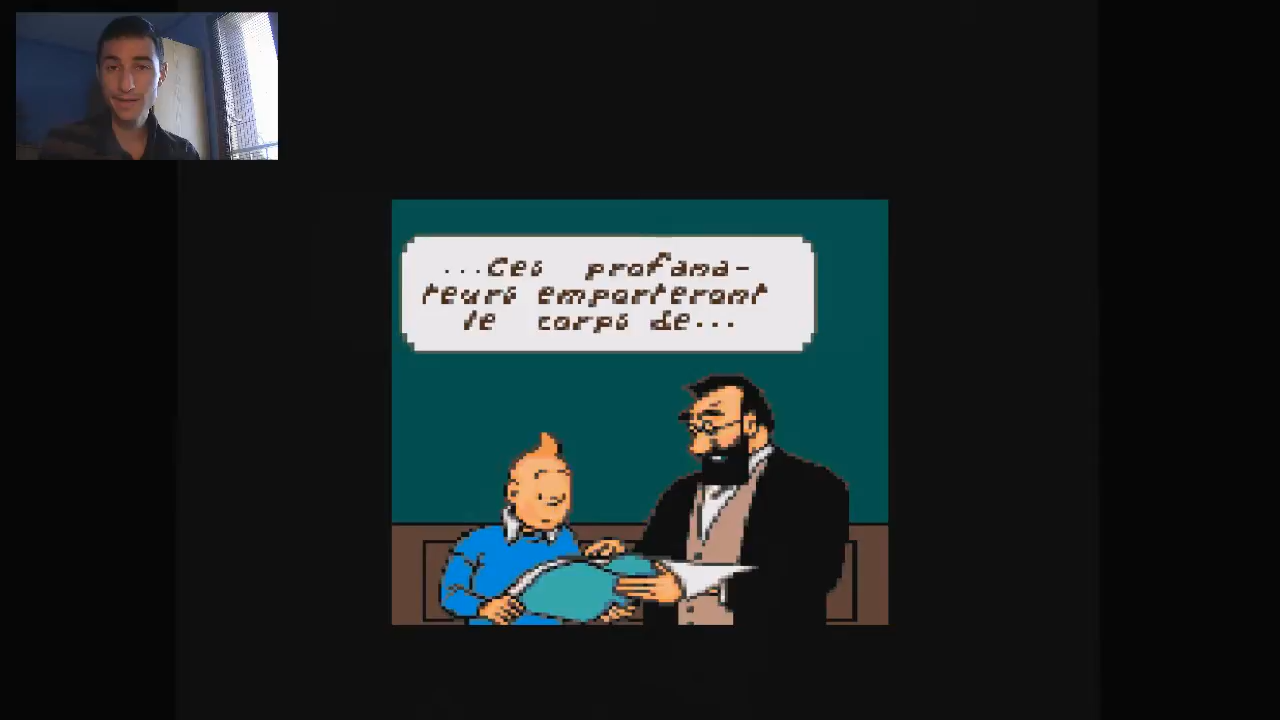 ...Ces profana-
teurs emporteront
le corps de...